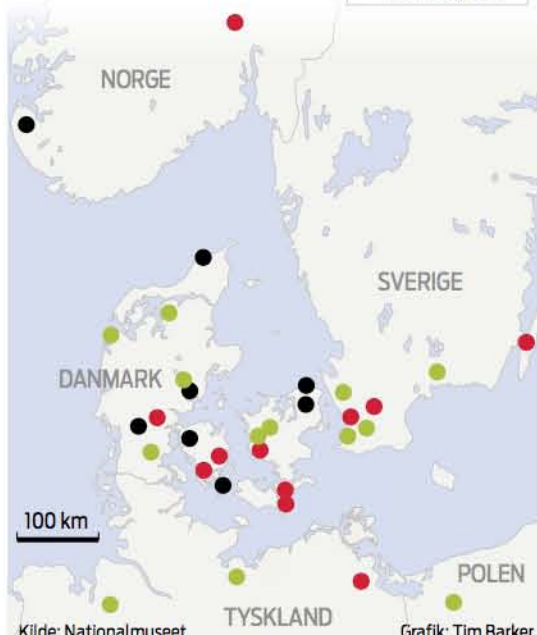 NORGE
SVERIGE
DANMARK
100 km
POLEN
TYSKLAND
Kilde: Nationalmuseet
Grafik: Tim Barker